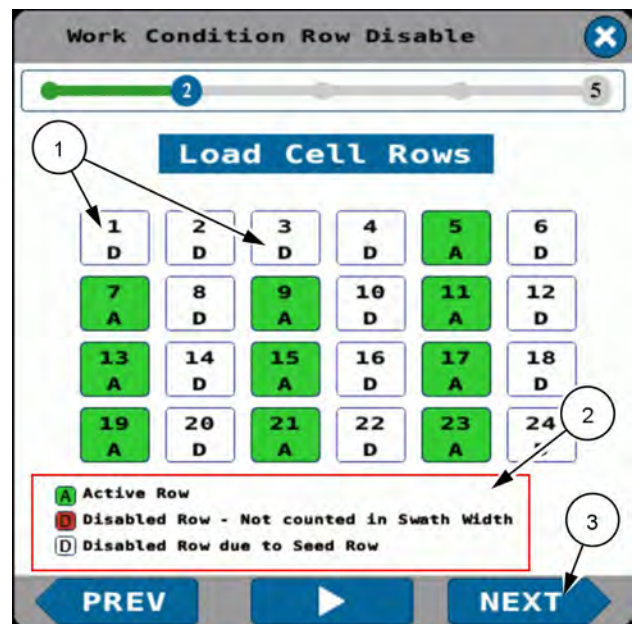 Work Condition Row Disable
2 5
1
Load Cell Rows
1 2 3 4 5 6
D D D D A D
7 8 9 10 11 12
A D A D A D
13 14 15 16 17 18
A D A D A D
19 20 21 22 23 24
A D A D A
2
A Active Row
D Disabled Row - Not counted in Swath Width
D Disabled Row due to Seed Row
3
PREV NEXT